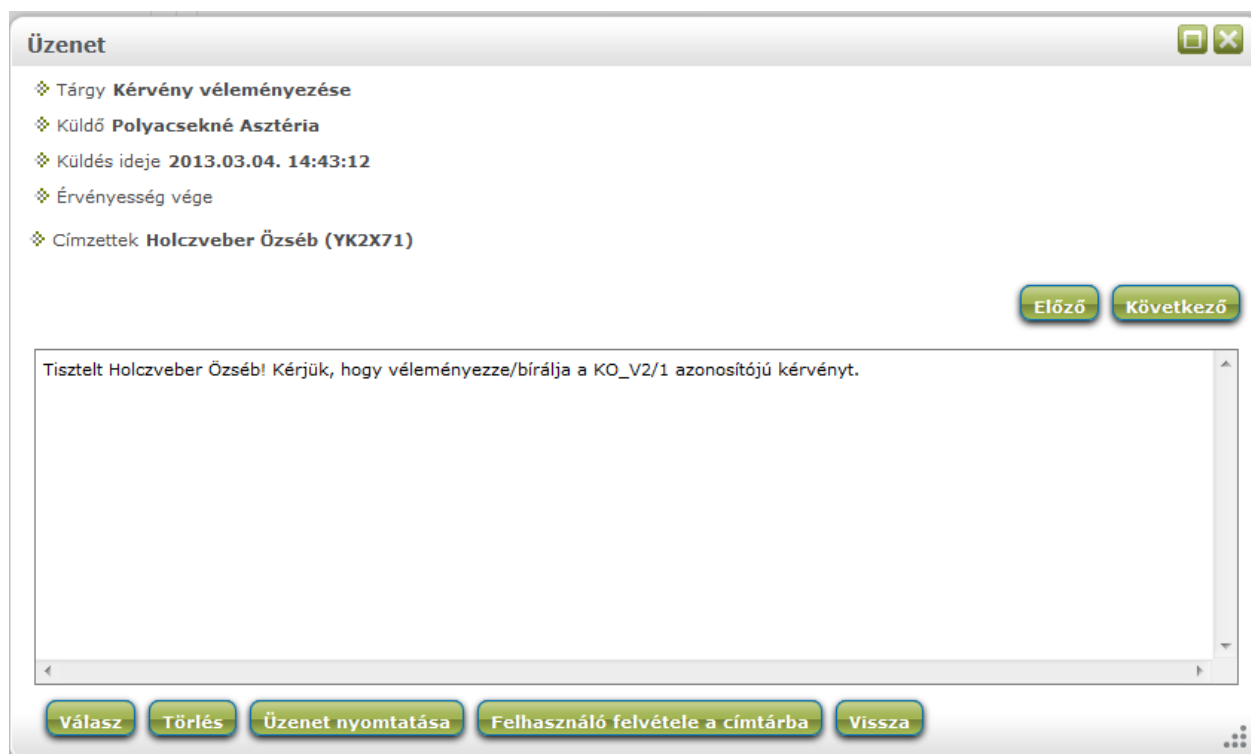 Üzenet
Tárgy Kérvény véleményezése
Küldő Polyacsekné Asztéria
Küldés ideje 2013.03.04. 14:43:12
Érvényesség vége
Címzettek Holczveber Özséb (YK2X71)
Előző Következő
Tisztelt Holczveber Özséb! Kérjük, hogy véleményezze/bírálja a KO_V2/1 azonosítójú kérvényt.
Válasz Törlés Üzenet nyomtatása Felhasználó felvétele a címtárba Vissza